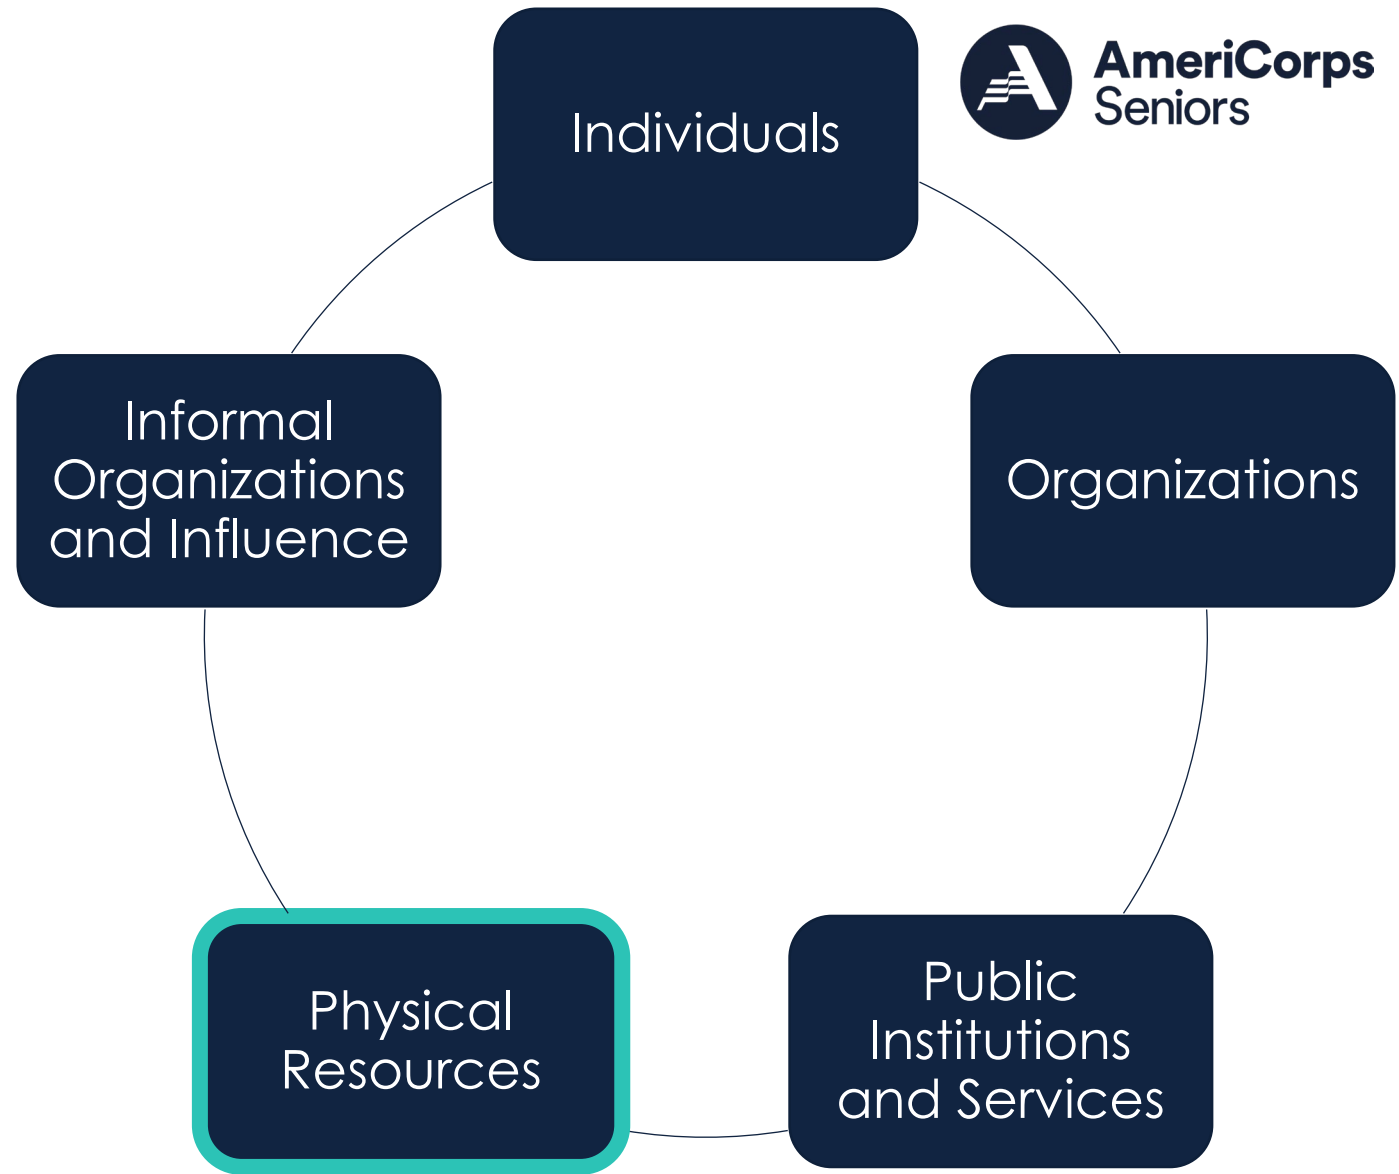 Individuals
AmeriCorps
Seniors
Informal
Organizations
and Influence
Organizations
Physical
Resources
Public
Institutions
and Services